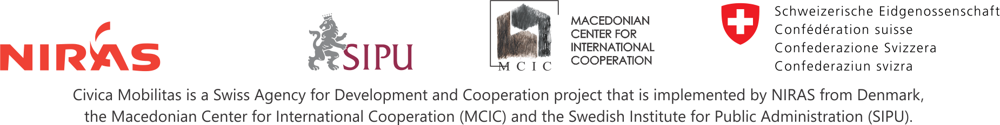 NIRAS
SIPU
MCIC
MACEDONIAN
CENTER FOR
INTERNATIONAL
COOPERATION
Schweizerische Eidgenossenschaft
Confédération suisse
Confederazione Svizzera
Confederaziun svizra
Civica Mobilitas is a Swiss Agency for Development and Cooperation project that is implemented by NIRAS from Denmark,
the Macedonian Center for International Cooperation (MCIC) and the Swedish Institute for Public Administration (SIPU).